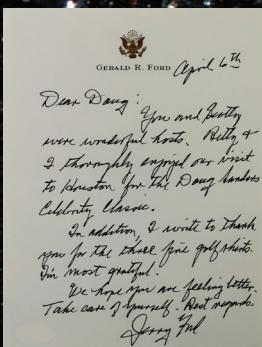 GERALD R. FORD
April 6th
Dear Doug:
You and Scotty
were wonderful hosts. Betty &
I thoroughly enjoyed our visit
to Houston for the Doug Sanders
Celebrity Classic.
In addition, I write to thank
you for the three fine golf shirts.
I'm most grateful.
We hope you are feeling better.
Take care of yourself. Best regards
Jerry Ford